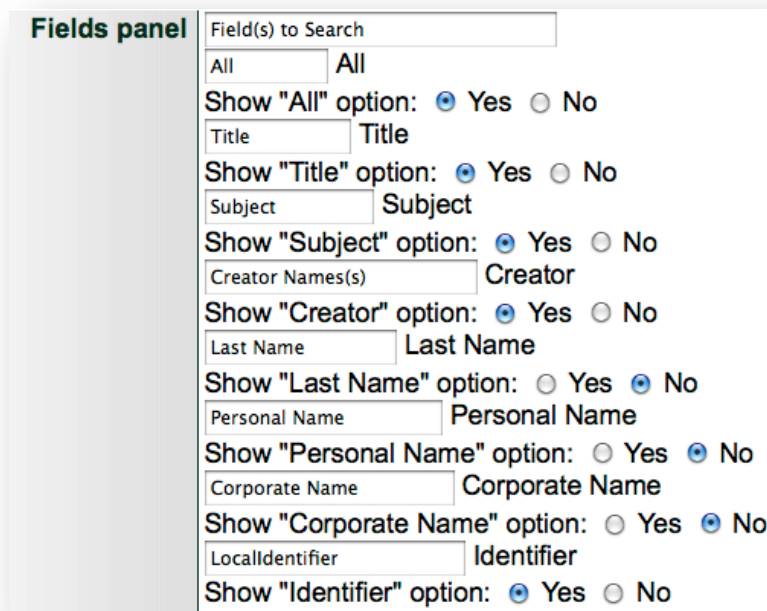 Fields panel Field(s) to Search
All All
Show "All" option: Yes No
Title Title
Show "Title" option: Yes No
Subject Subject
Show "Subject" option: Yes No
Creator Names(s) Creator
Show "Creator" option: Yes No
Last Name Last Name
Show "Last Name" option: Yes No
Personal Name Personal Name
Show "Personal Name" option: Yes No
Corporate Name Corporate Name
Show "Corporate Name" option: Yes No
LocalIdentifier Identifier
Show "Identifier" option: Yes No